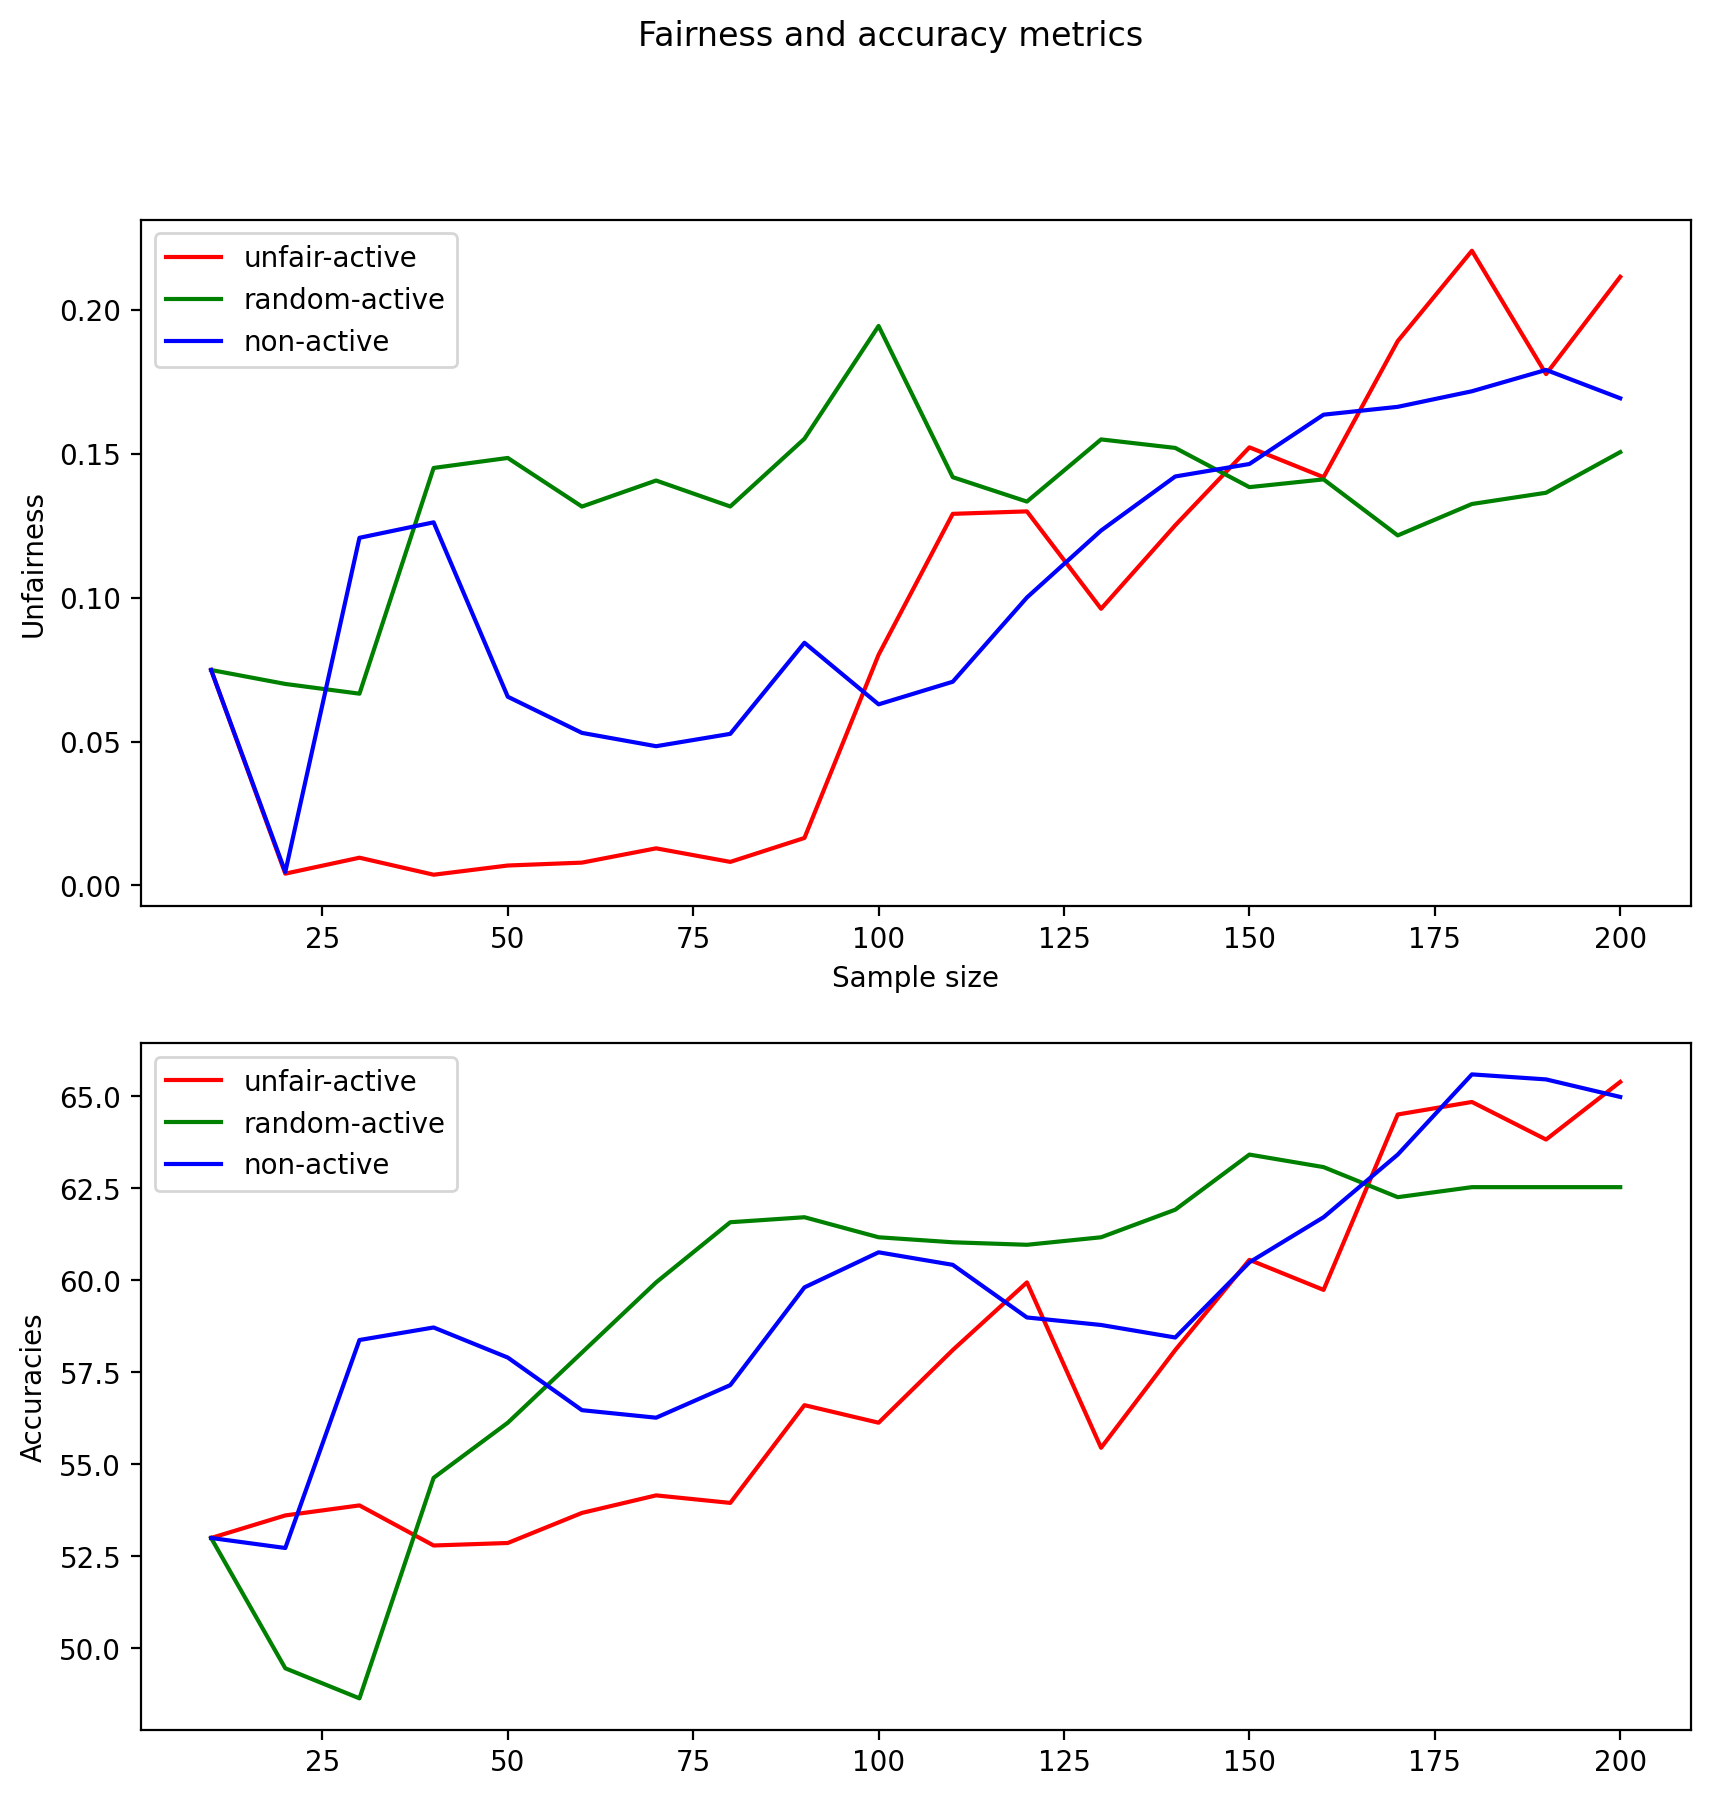 Fairness and accuracy metrics
unfair-active
random-active
non-active
Unfairness
0.20
0.15
0.10
0.05
0.00
25 50 75 100 125 150 175 200
Sample size
unfair-active
random-active
non-active
Accuracies
65.0
62.5
60.0
57.5
55.0
52.5
50.0
25 50 75 100 125 150 175 200